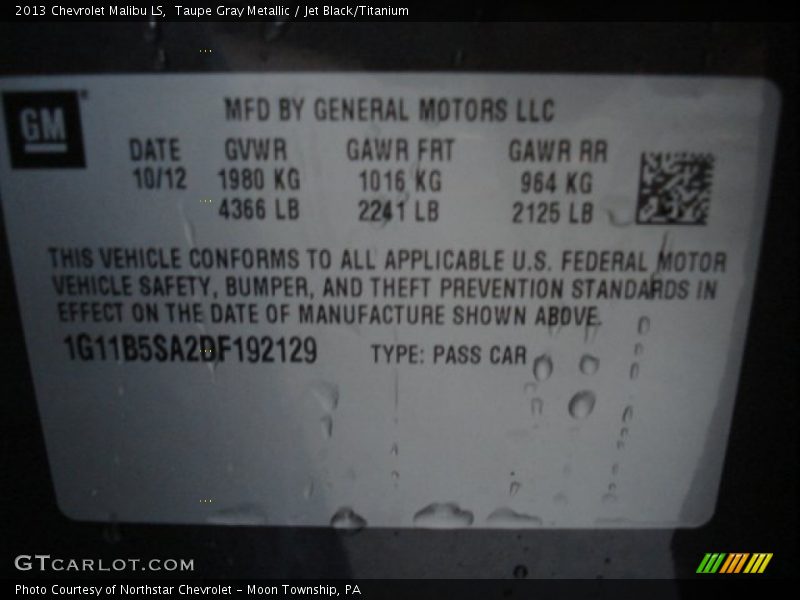 2013 Chevrolet Malibu LS, Taupe Gray Metallic / Jet Black/Titanium
GM®
MFD BY GENERAL MOTORS LLC
DATE GVWR GAWR FRT GAWR RR
10/12 1980 KG 1016 KG 964 KG
4366 LB 2241 LB 2125 LB
THIS VEHICLE CONFORMS TO ALL APPLICABLE U.S. FEDERAL MOTOR
VEHICLE SAFETY, BUMPER, AND THEFT PREVENTION STANDARDS IN
EFFECT ON THE DATE OF MANUFACTURE SHOWN ABOVE.
1G11B5SA2DF192129 TYPE: PASS CAR
GTCARLOT.COM
Photo Courtesy of Northstar Chevrolet - Moon Township, PA